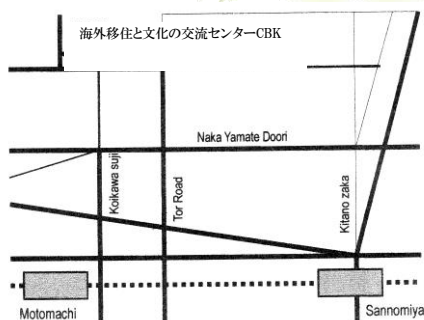 海外移住と文化の交流センターCBK
Naka Yamate Doori
Koikawa suji
Tor Road
Kitano zaka
Motomachi
Sannomiya